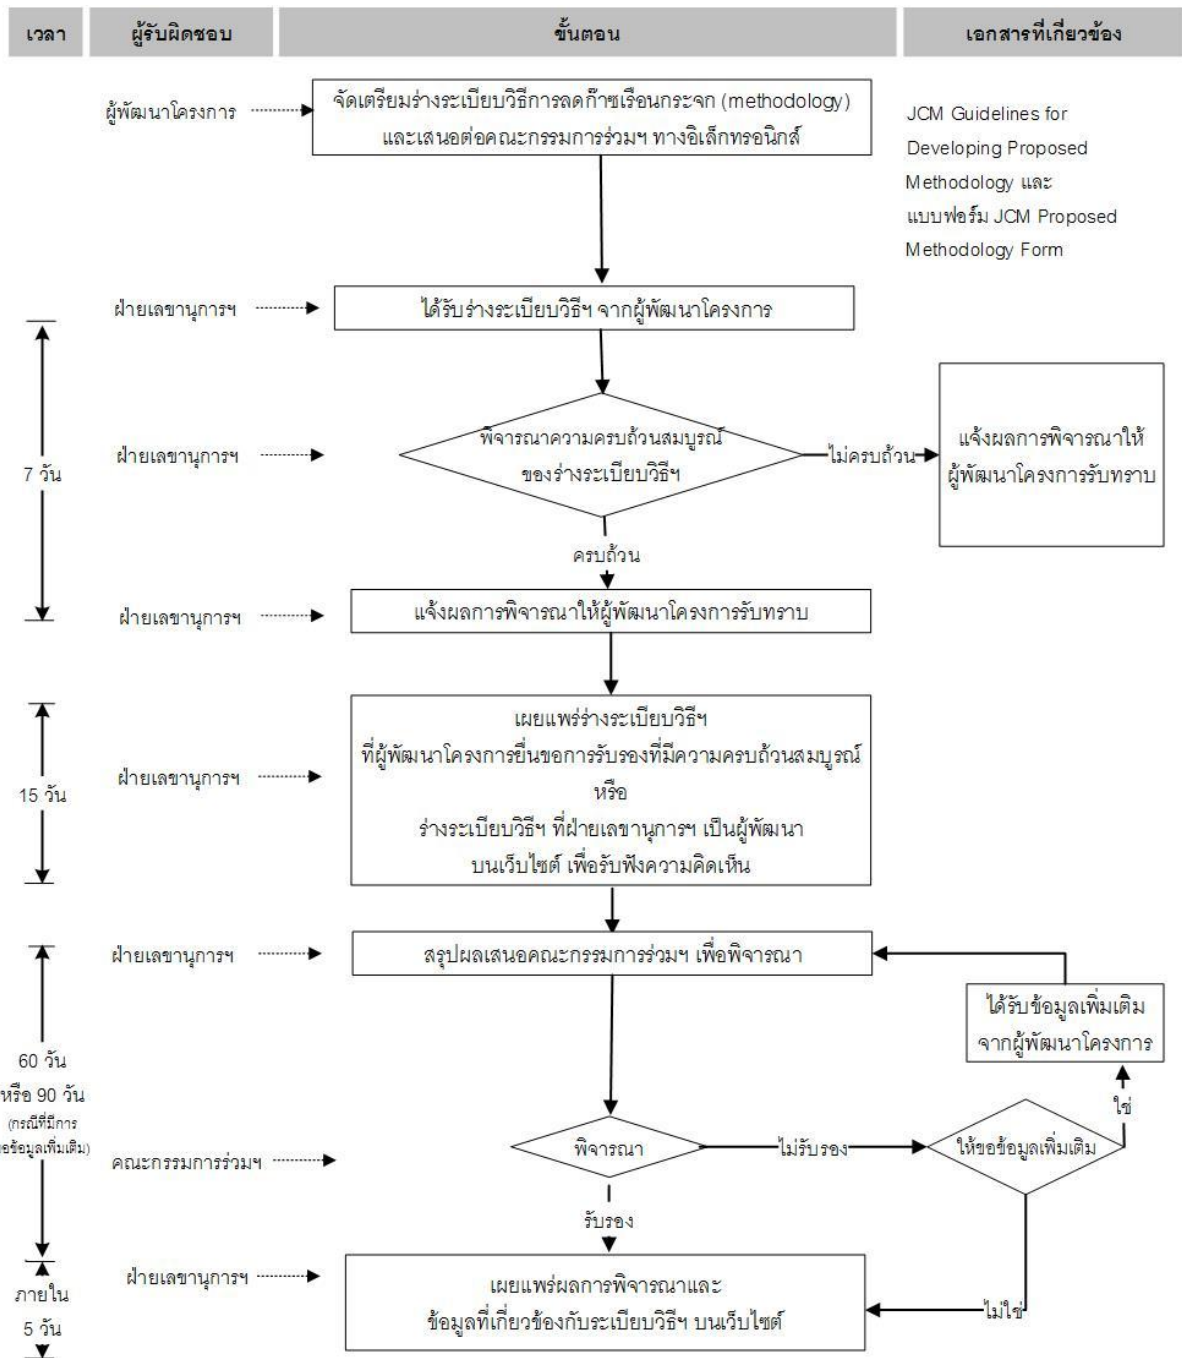 เวลา
ผู้รับผิดชอบ
ขั้นตอน
เอกสารที่เกี่ยวข้อง
ผู้พัฒนาโครงการ
จัดเตรียมร่างระเบียบวิธีการลดก๊าซเรือนกระจก (methodology)
และเสนอต่อคณะกรรมการร่วมฯ ทางอิเล็กทรอนิกส์
JCM Guidelines for
Developing Proposed
Methodology และ
แบบฟอร์ม JCM Proposed
Methodology Form
ฝ่ายเลขานุการฯ
ได้รับร่างระเบียบวิธีฯ จากผู้พัฒนาโครงการ
7 วัน
ฝ่ายเลขานุการฯ
พิจารณาความครบถ้วนสมบูรณ์
ของร่างระเบียบวิธีฯ
ไม่ครบถ้วน
แจ้งผลการพิจารณาให้
ผู้พัฒนาโครงการรับทราบ
ครบถ้วน
ฝ่ายเลขานุการฯ
แจ้งผลการพิจารณาให้ผู้พัฒนาโครงการรับทราบ
15 วัน
ฝ่ายเลขานุการฯ
เผยแพร่ร่างระเบียบวิธีฯ
ที่ผู้พัฒนาโครงการยื่นขอการรับรองที่มีความครบถ้วนสมบูรณ์
หรือ
ร่างระเบียบวิธีฯ ที่ฝ่ายเลขานุการฯ เป็นผู้พัฒนา
บนเว็บไซต์ เพื่อรับฟังความคิดเห็น
ฝ่ายเลขานุการฯ
สรุปผลเสนอคณะกรรมการร่วมฯ เพื่อพิจารณา
ได้รับข้อมูลเพิ่มเติม
จากผู้พัฒนาโครงการ
60 วัน
หรือ 90 วัน
(กรณีที่มีการ
ขอข้อมูลเพิ่มเติม)
คณะกรรมการร่วมฯ
พิจารณา
ไม่รับรอง
ให้ขอข้อมูลเพิ่มเติม
ใช่
รับรอง
ไม่ใช่
ภายใน
5 วัน
ฝ่ายเลขานุการฯ
เผยแพร่ผลการพิจารณาและ
ข้อมูลที่เกี่ยวข้องกับระเบียบวิธีฯ บนเว็บไซต์